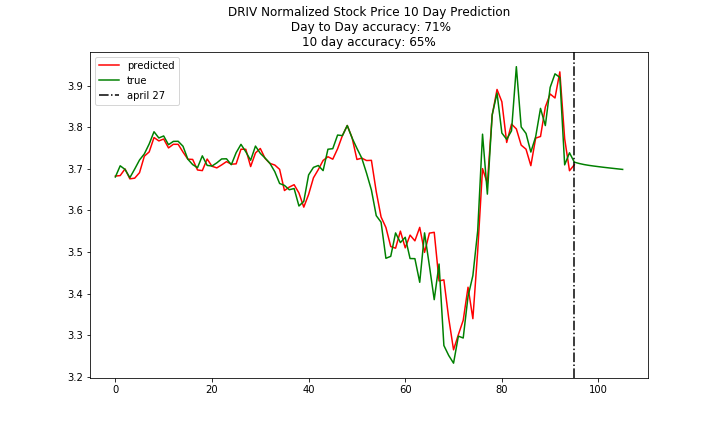 DRIV Normalized Stock Price 10 Day Prediction
Day to Day accuracy: 71%
10 day accuracy: 65%
predicted
true
april 27
3.9
3.8
3.7
3.6
3.5
3.4
3.3
3.2
0 20 40 60 80 100